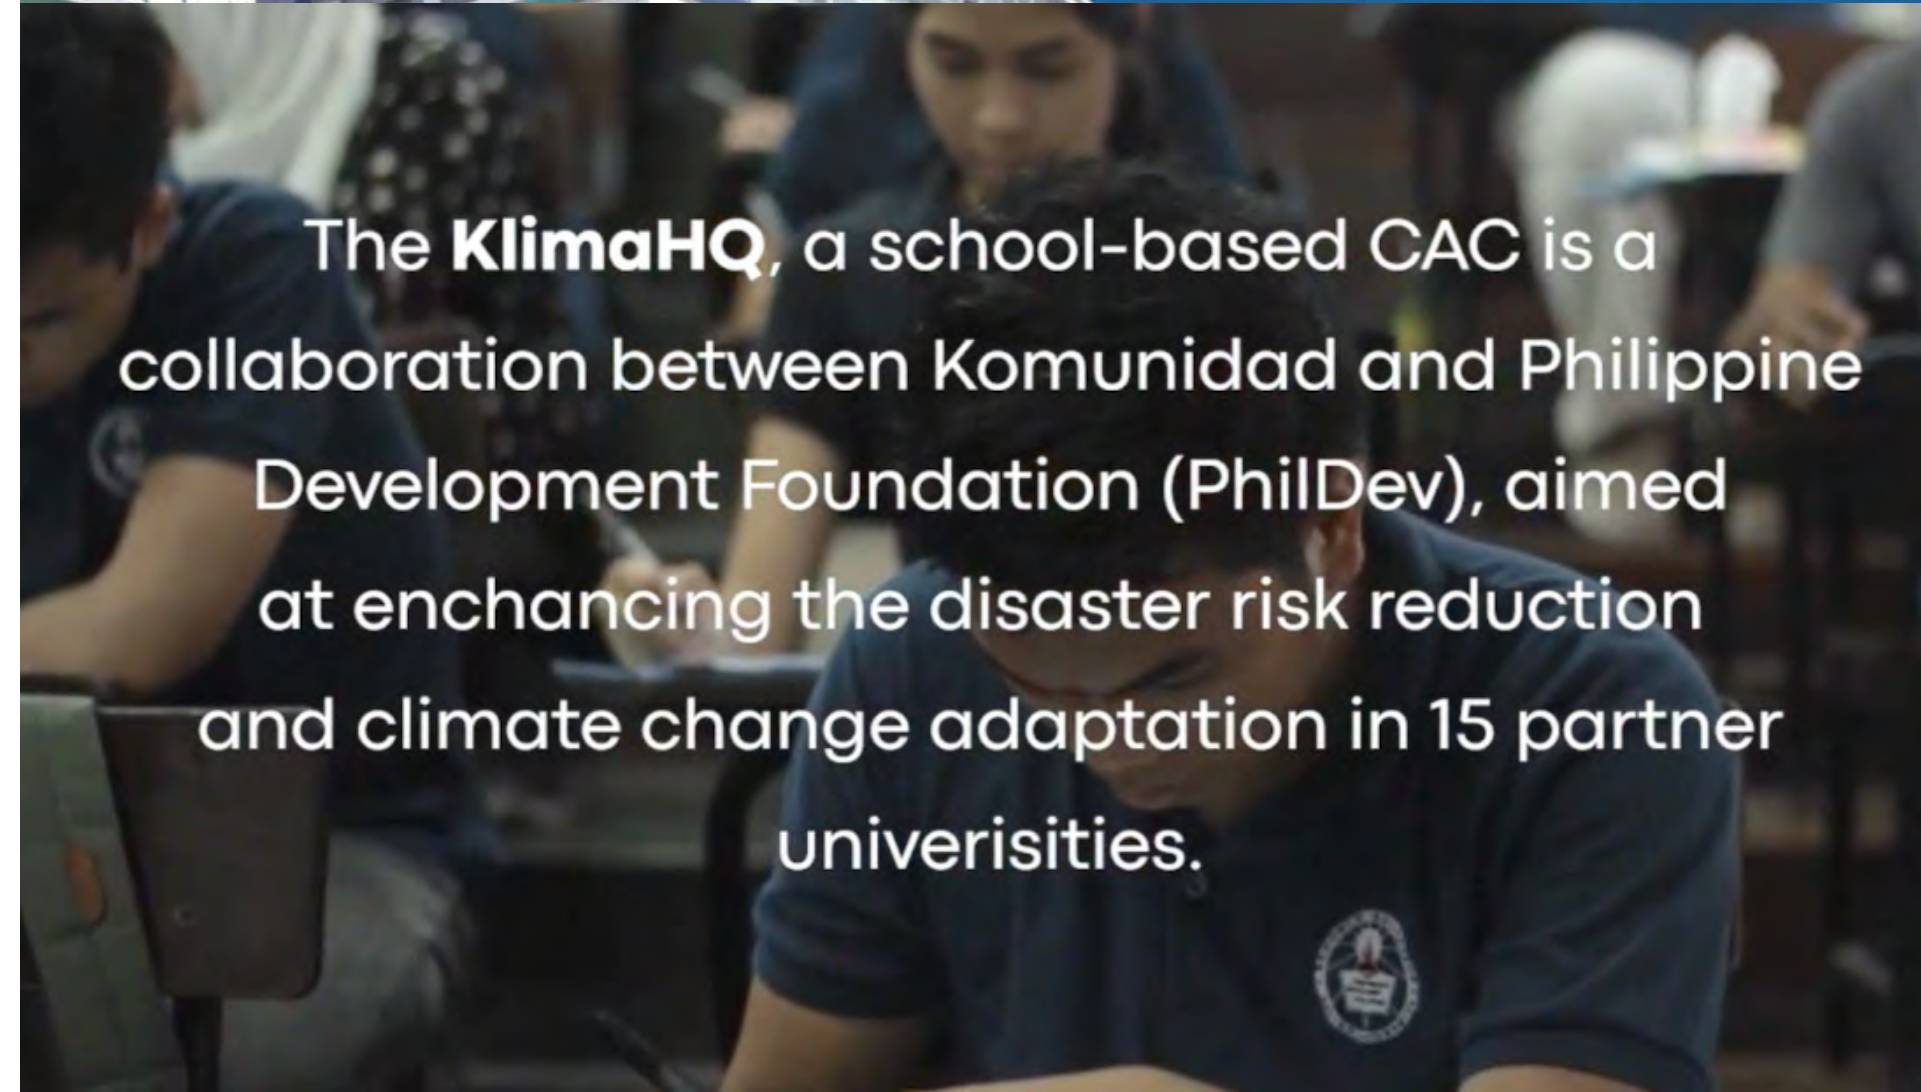 The KlimaHQ, a school-based CAC is a
collaboration between Komunidad and Philippine
Development Foundation (PhilDev), aimed
at enchancing the disaster risk reduction
and climate change adaptation in 15 partner
univerisities.